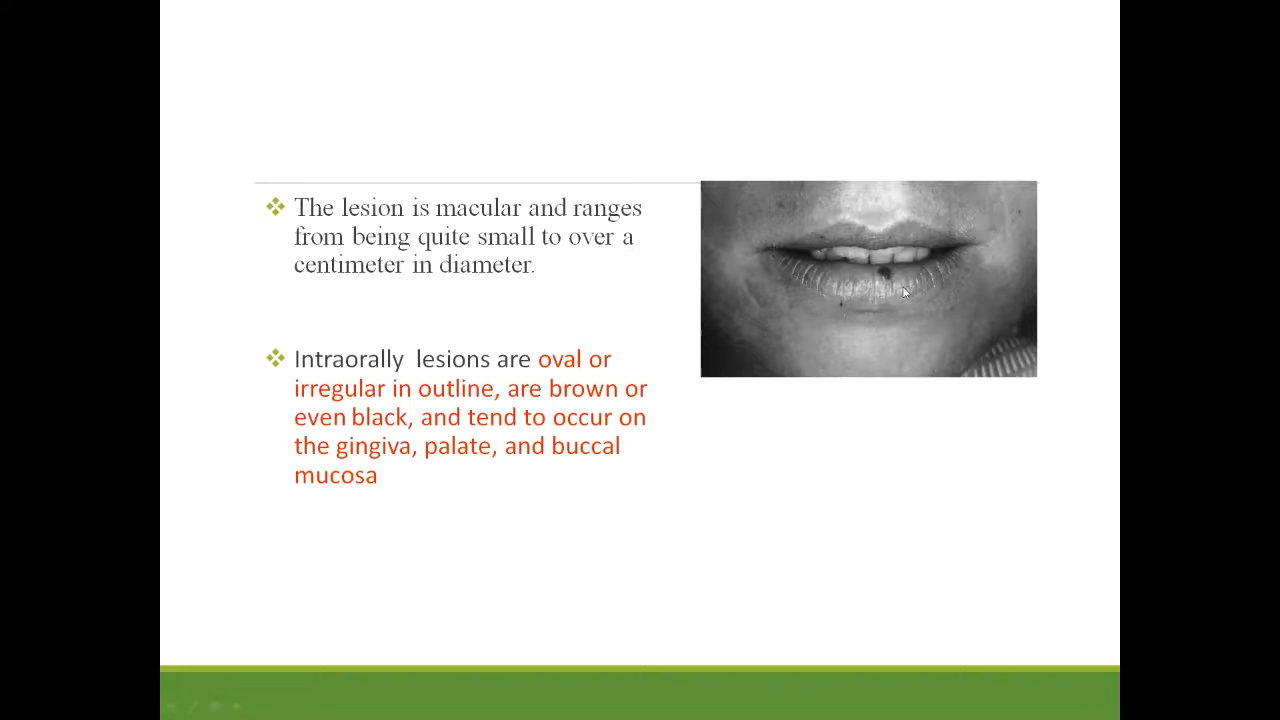 The lesion is macular and ranges
from being quite small to over a
centimeter in diameter.
Intraorally lesions are oval or
irregular in outline, are brown or
even black, and tend to occur on
the gingiva, palate, and buccal
mucosa